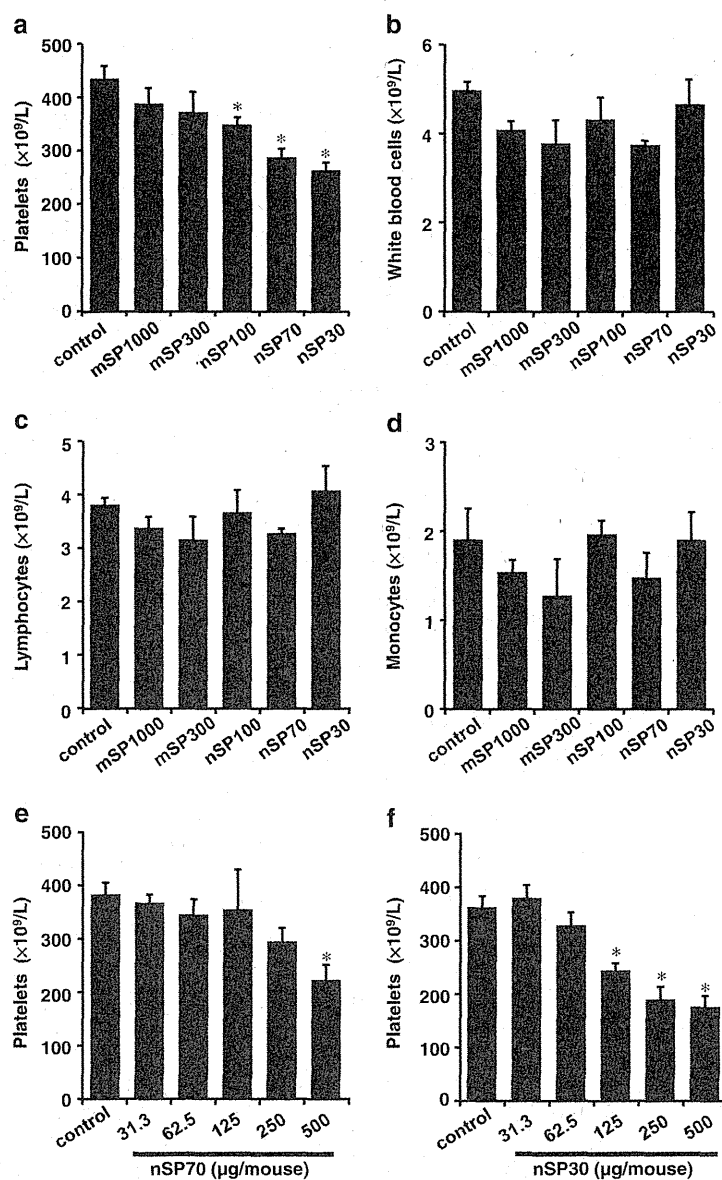 a
Platelets (×10⁹/L)
500
400
300
200
100
0
* * *
control mSP1000 mSP300 nSP100 nSP70 nSP30
b
White blood cells (×10⁹/L)
6
4
2
0
control mSP1000 mSP300 nSP100 nSP70 nSP30
c
Lymphocytes (×10⁹/L)
5
4
3
2
1
0
control mSP1000 mSP300 nSP100 nSP70 nSP30
d
Monocytes (×10⁹/L)
3
2
1
0
control mSP1000 mSP300 nSP100 nSP70 nSP30
e
Platelets (×10⁹/L)
500
400
300
200
100
0
*
control 31.3 62.5 125 250 500
nSP70 (µg/mouse)
f
Platelets (×10⁹/L)
500
400
300
200
100
0
* * *
control 31.3 62.5 125 250 500
nSP30 (µg/mouse)